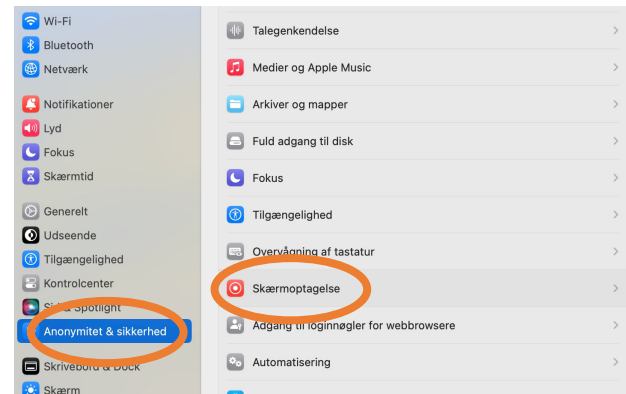 Wi-Fi
Bluetooth
Netværk
Notifikationer
Lyd
Fokus
Skærmtid
Generelt
Udseende
Tilgængelighed
Kontrolcenter
Siri & Spotlight
Anonymitet & sikkerhed
Skrivebord & Dock
Skærm
Talegenkendelse
Medier og Apple Music
Arkiver og mapper
Fuld adgang til disk
Fokus
Tilgængelighed
Overvågning af tastatur
Skærmoptagelse
Adgang til loginnøgler for webbrowsere
Automatisering